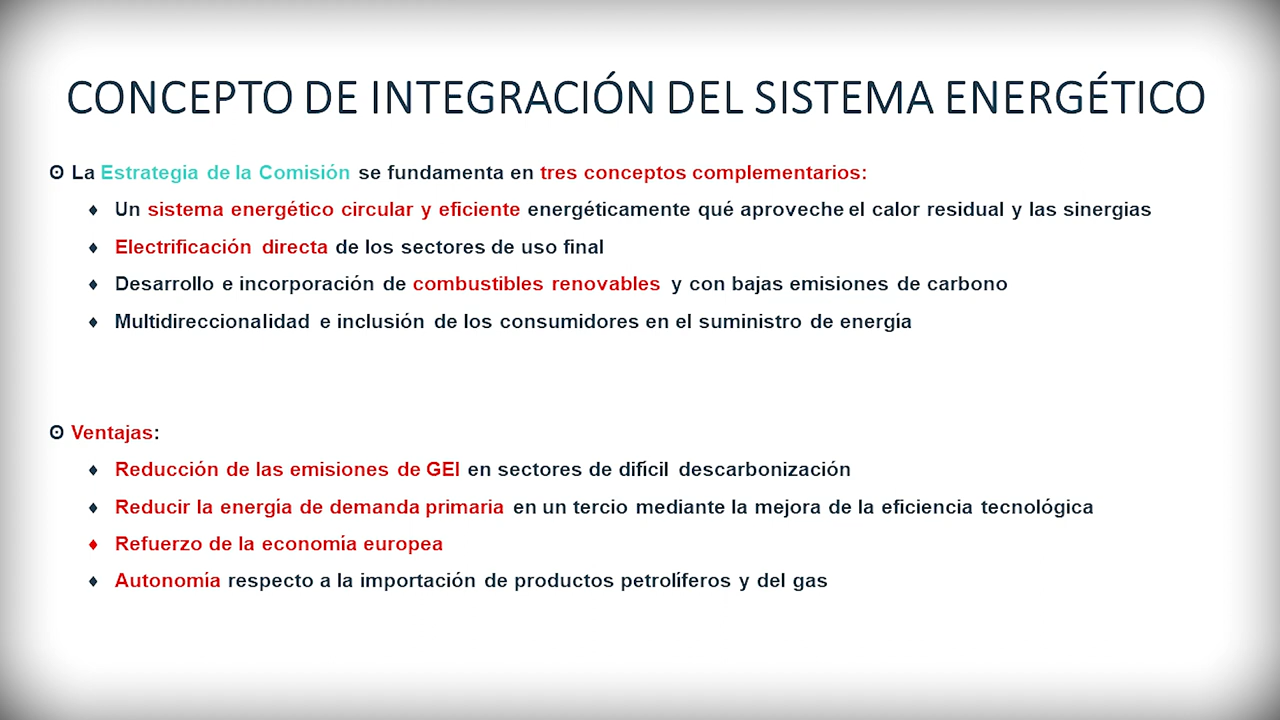 CONCEPTO DE INTEGRACIÓN DEL SISTEMA ENERGÉTICO
La Estrategia de la Comisión se fundamenta en tres conceptos complementarios:
Un sistema energético circular y eficiente energéticamente qué aproveche el calor residual y las sinergias
Electrificación directa de los sectores de uso final
Desarrollo e incorporación de combustibles renovables y con bajas emisiones de carbono
Multidireccionalidad e inclusión de los consumidores en el suministro de energía
Ventajas:
Reducción de las emisiones de GEI en sectores de difícil descarbonización
Reducir la energía de demanda primaria en un tercio mediante la mejora de la eficiencia tecnológica
Refuerzo de la economía europea
Autonomía respecto a la importación de productos petrolíferos y del gas